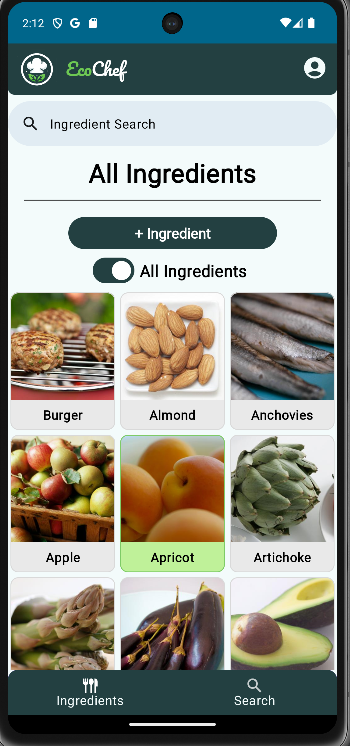 2:12
EcoChef
Ingredient Search
All Ingredients
+ Ingredient
All Ingredients
Burger
Almond
Anchovies
Apple
Apricot
Artichoke
Ingredients
Search